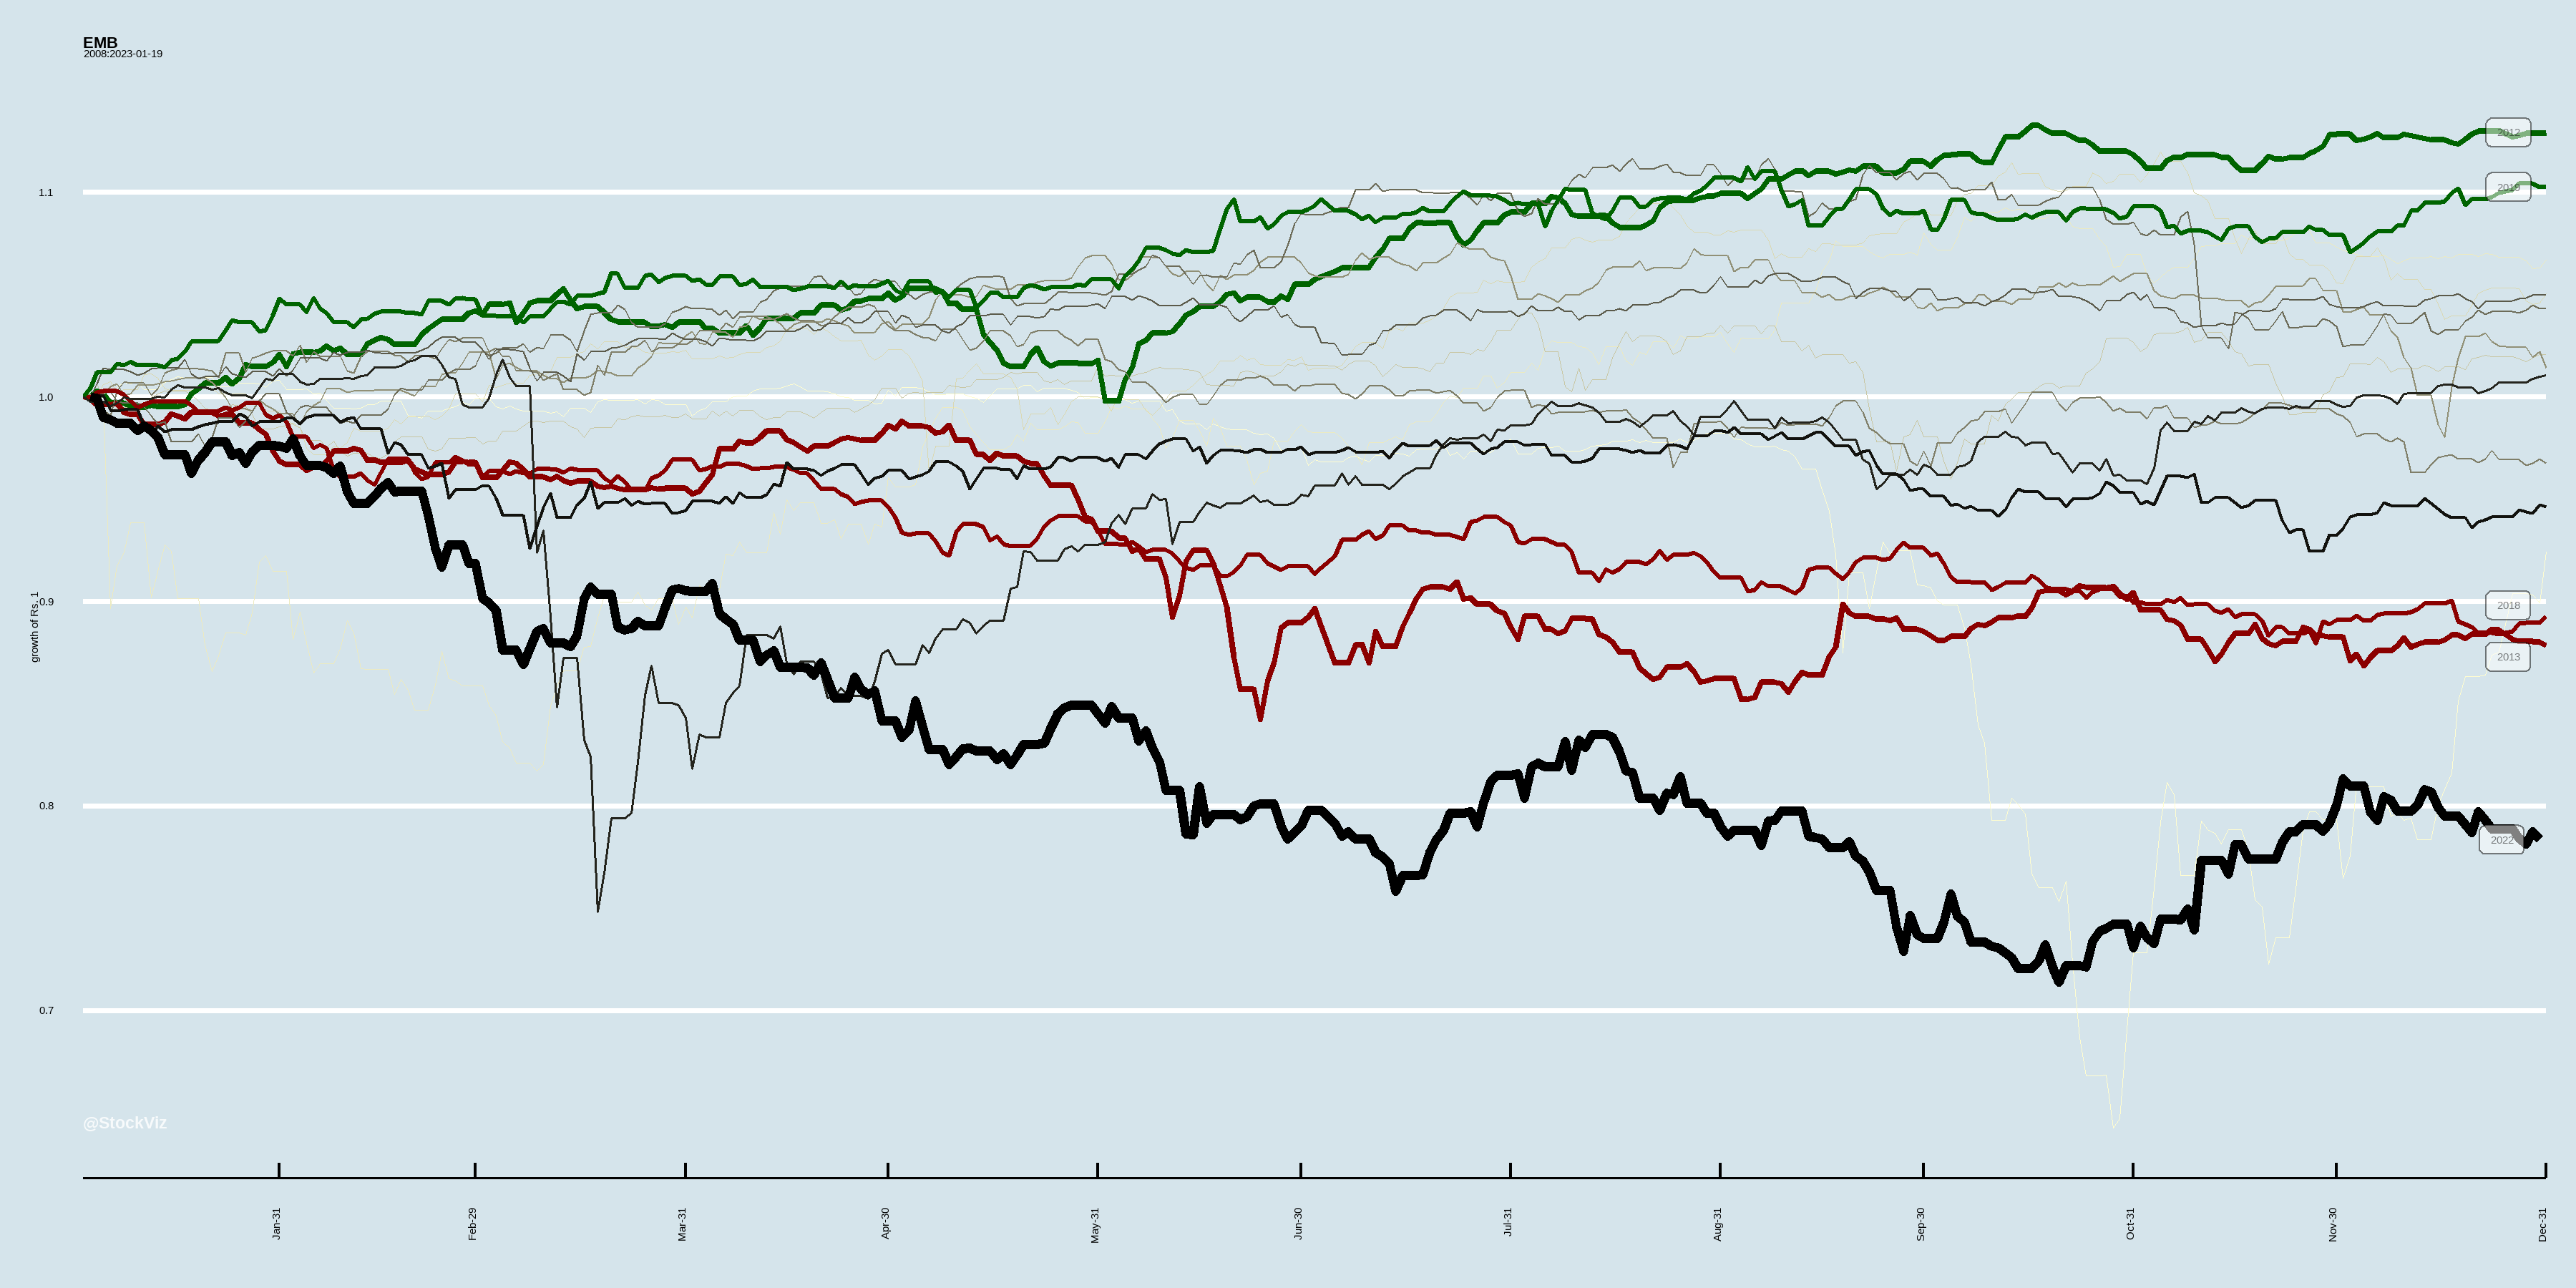 EMB
2008:2023-01-19
growth of Rs. 1
1.1
1.0
0.9
0.8
0.7
2012
2019
2018
2013
2022
@StockViz
Jan-31
Feb-29
Mar-31
Apr-30
May-31
Jun-30
Jul-31
Aug-31
Sep-30
Oct-31
Nov-30
Dec-31